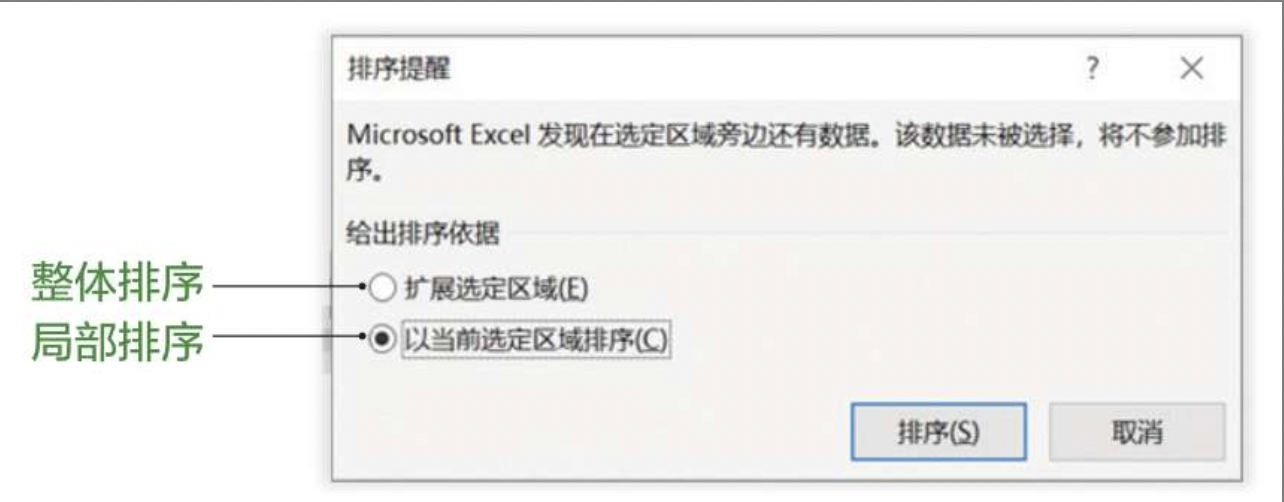 排序提醒
?
×
Microsoft Excel 发现在选定区域旁边还有数据。该数据未被选择，将不参加排
序。
给出排序依据
整体排序 扩展选定区域(E)
局部排序 以当前选定区域排序(C)
排序(S) 取消